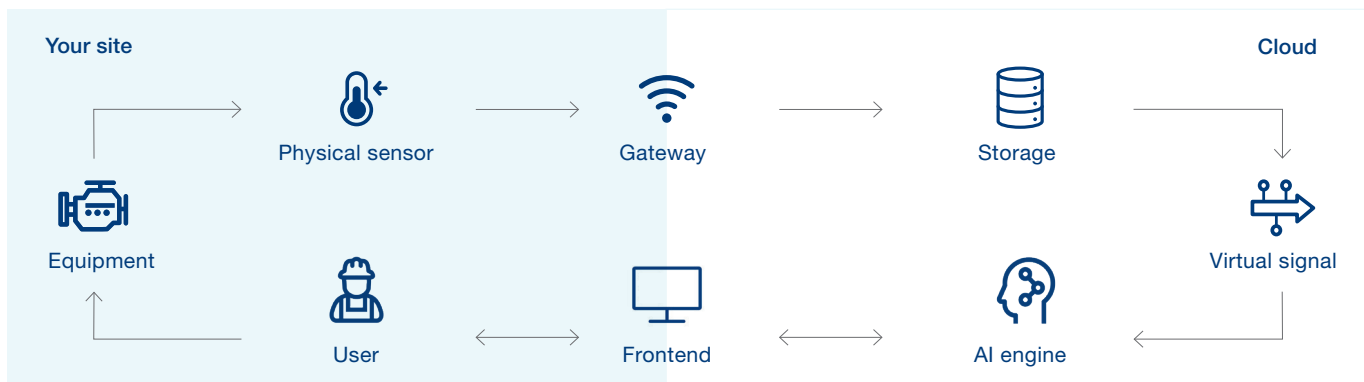 Your site
Cloud
Physical sensor
Gateway
Storage
Equipment
Virtual signal
User
Frontend
AI engine